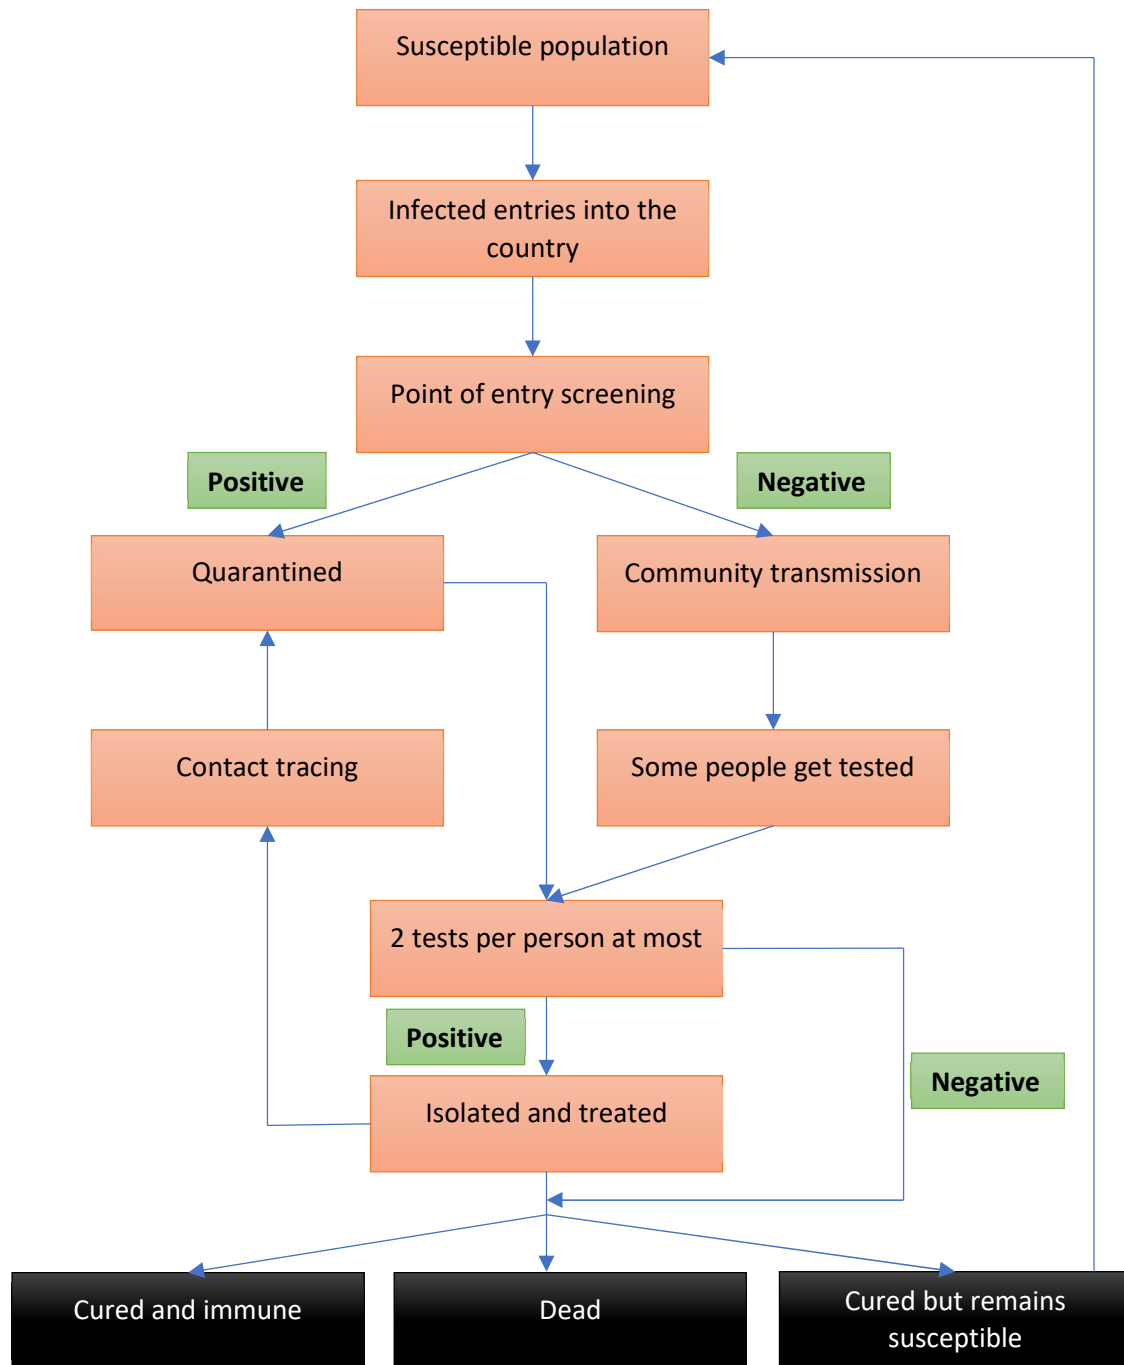 Susceptible population
Infected entries into the
country
Point of entry screening
Positive
Negative
Quarantined
Community transmission
Contact tracing
Some people get tested
2 tests per person at most
Positive
Negative
Isolated and treated
Cured and immune
Dead
Cured but remains
susceptible